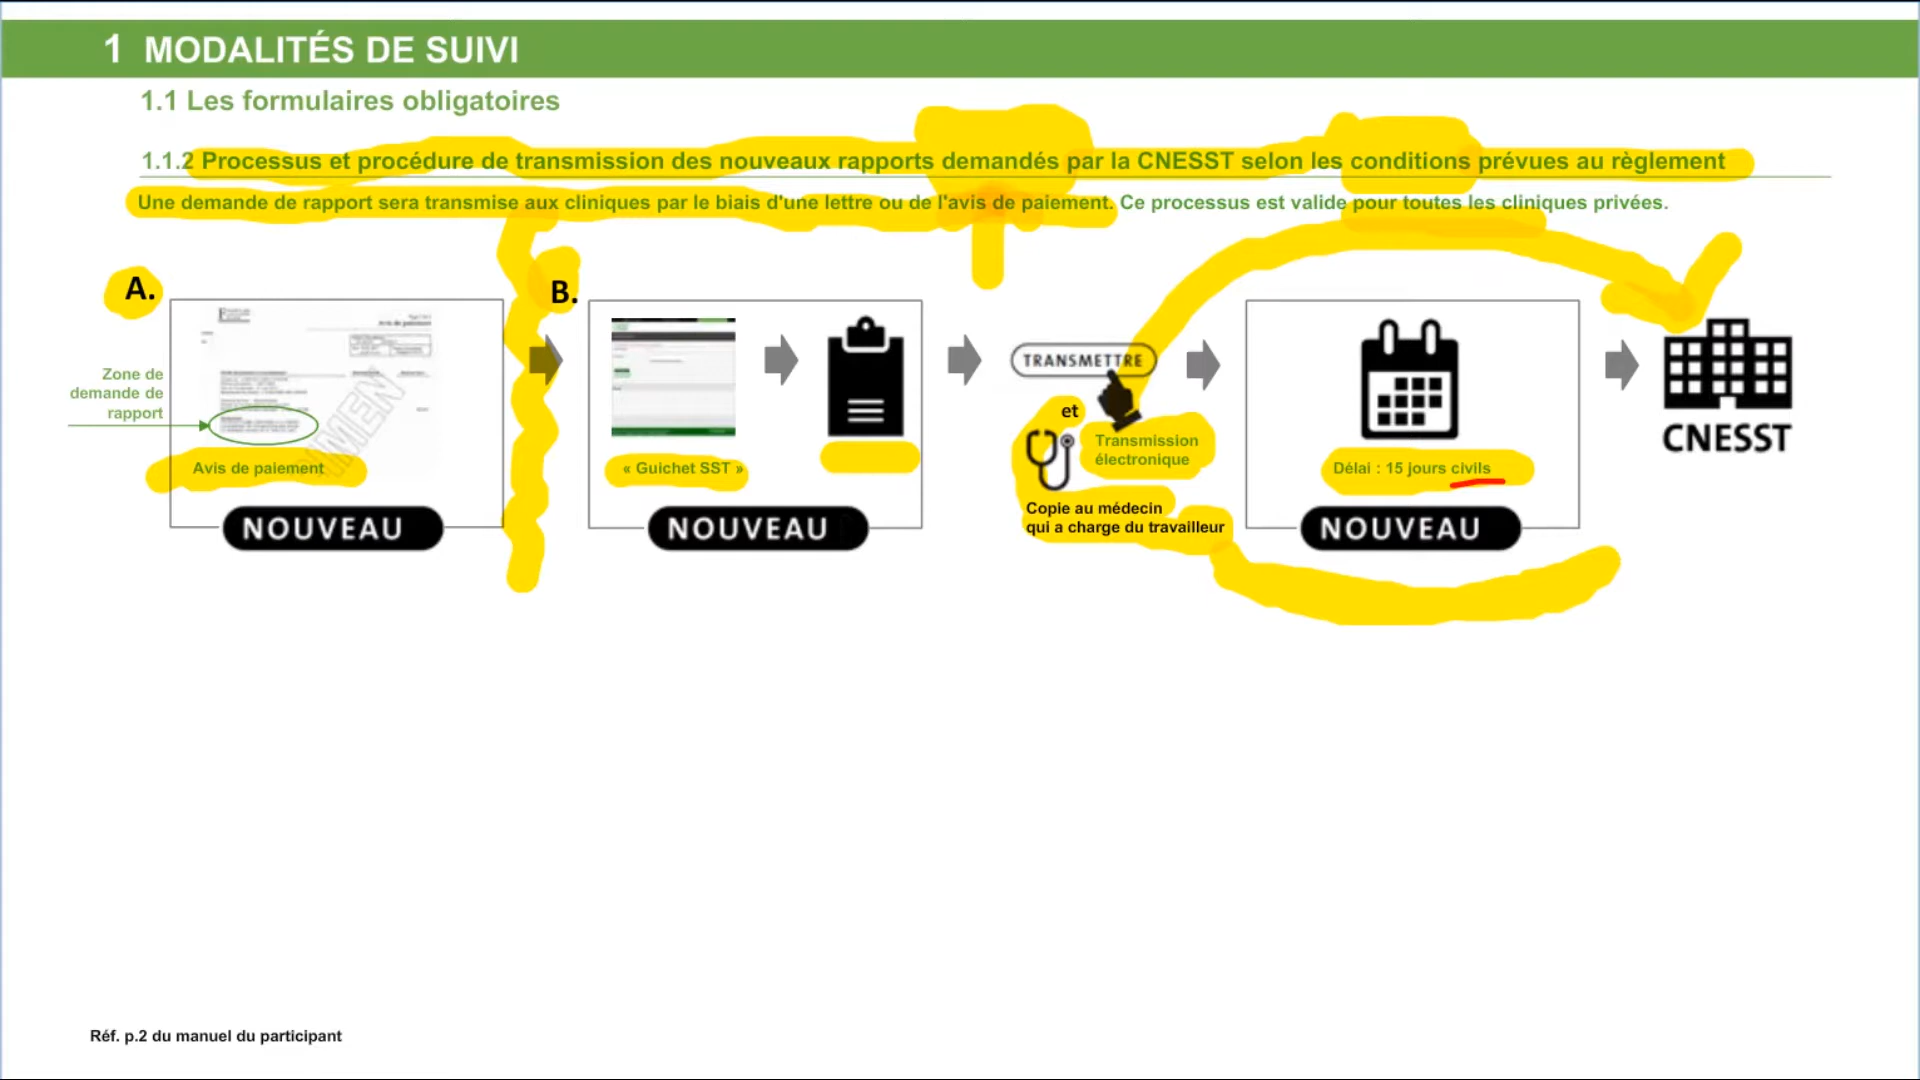 1 MODALITÉS DE SUIVI
1.1 Les formulaires obligatoires
1.1.2 Processus et procédure de transmission des nouveaux rapports demandés par la CNESST selon les conditions prévues au règlement
Une demande de rapport sera transmise aux cliniques par le biais d'une lettre ou de l'avis de paiement. Ce processus est valide pour toutes les cliniques privées.
A.
Zone de
demande de
rapport
Avis de paiement
Avis de paiement
NOUVEAU
B.
« Guichet SST »
NOUVEAU
TRANSMETTRE
et
Transmission
électronique
Copie au médecin
qui a charge du travailleur
Délai : 15 jours civils
NOUVEAU
CNESST
Réf. p.2 du manuel du participant